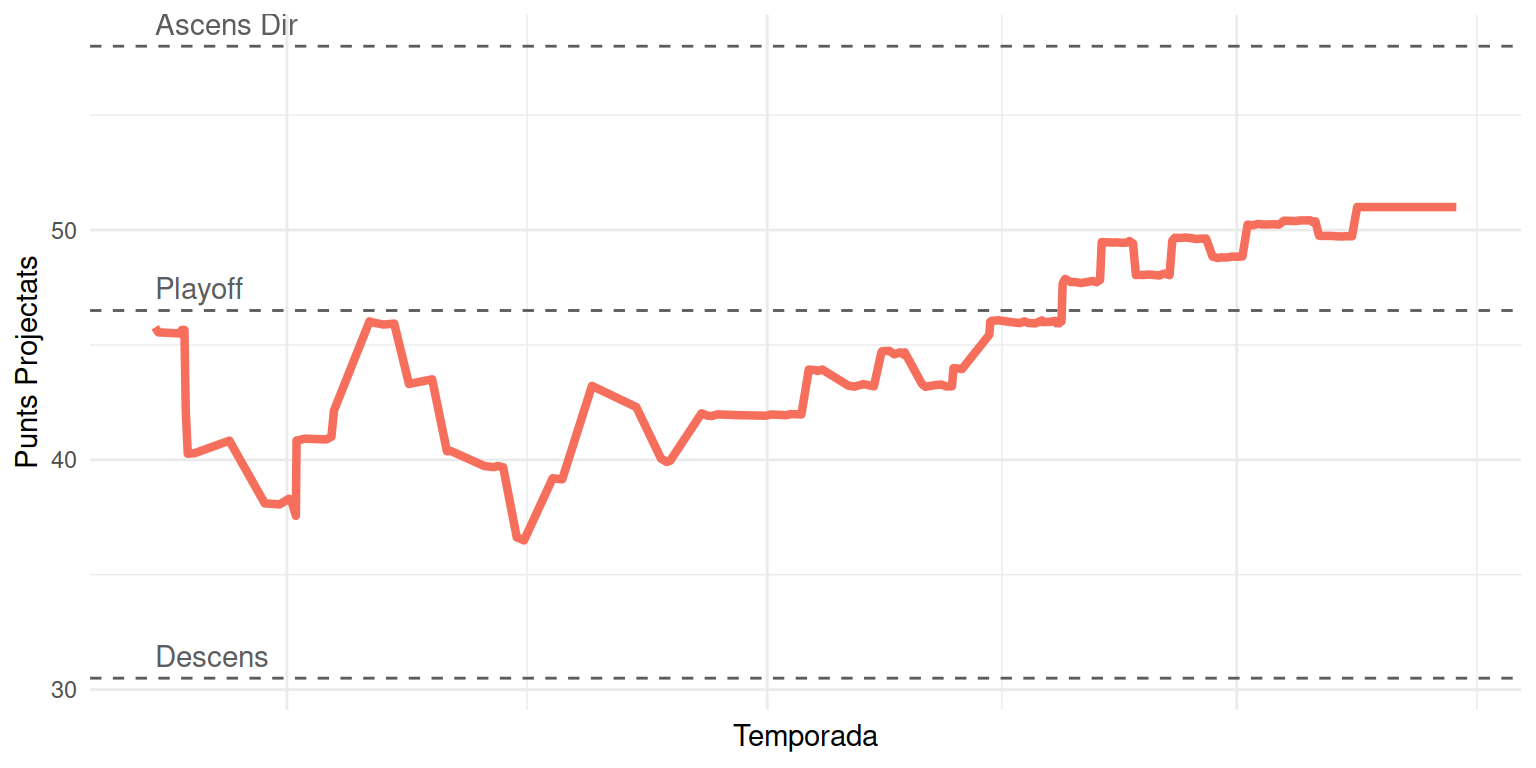 Ascens Dir
50
Playoff
40
Descens
30
Punts Projectats
Temporada